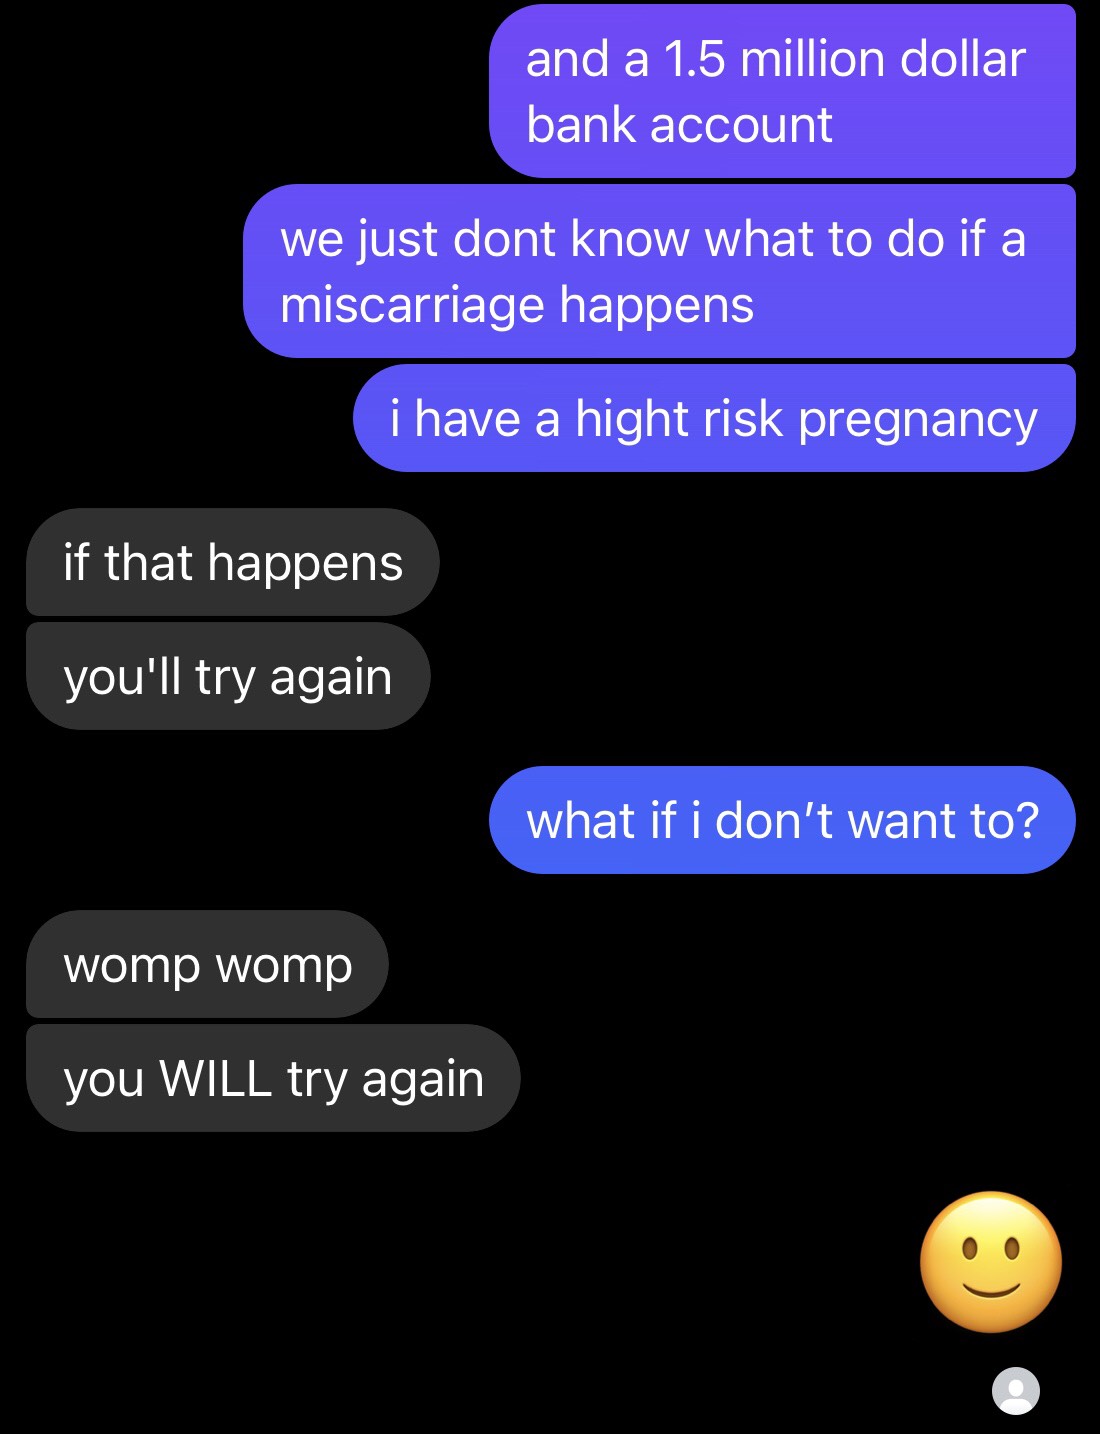 and a 1.5 million dollar
bank account
we just dont know what to do if a
miscarriage happens
i have a hight risk pregnancy
if that happens
you'll try again
what if i don’t want to?
womp womp
you WILL try again